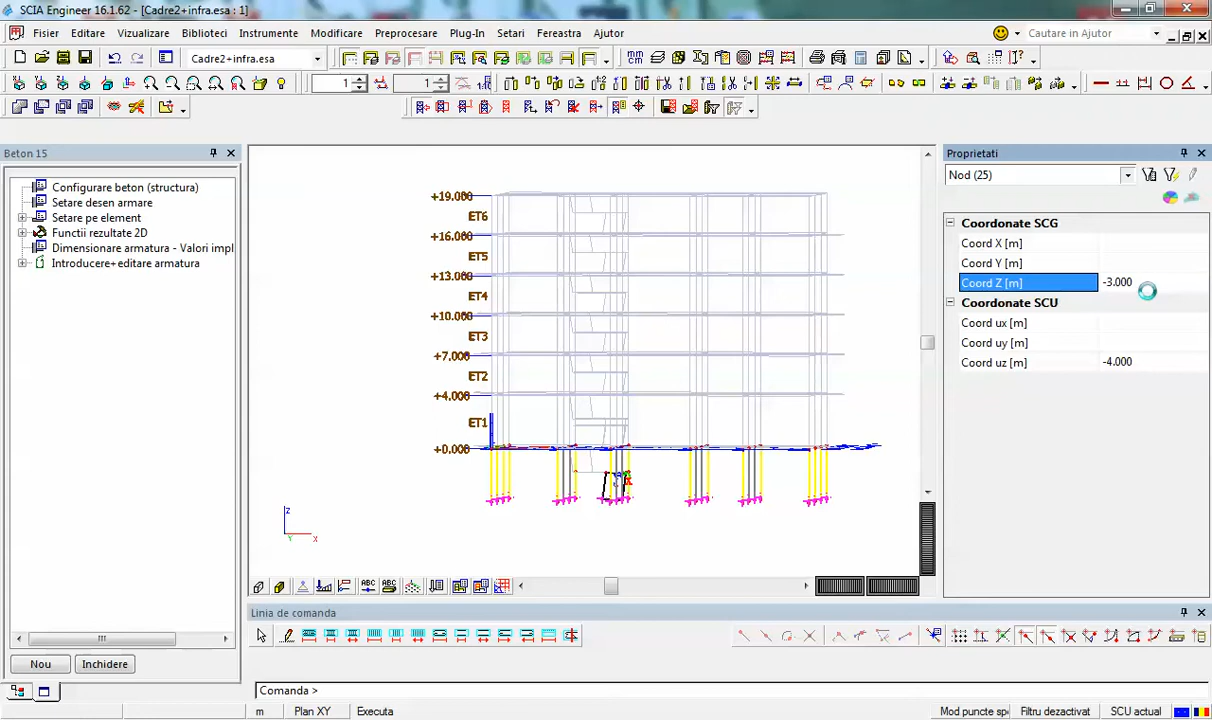 SCIA Engineer 16.1.62 - [Cadre2+infra.esa : 1]
Fisier Editare Vizualizare Biblioteci Instrumente Modificare Preprocesare Plug-In Setari Fereastra Ajutor
Cautare in Ajutor
Cadre2+infra.esa
1 1
Beton 15
Configurare beton (structura)
Setare desen armare
Setare pe element
Functii rezultate 2D
Dimensionare armatura - Valori impl
Introducere+editare armatura
Nou Inchidere
+19.000
ET6
+16.000
ET5
+13.000
ET4
+10.000
ET3
+7.000
ET2
+4.000
ET1
+0.000
Z
Y X
ABC ABC
Proprietati
Nod (25)
Coordonate SCG
Coord X [m]
Coord Y [m]
Coord Z [m] -3.000
Coordonate SCU
Coord ux [m]
Coord uy [m]
Coord uz [m] -4.000
Linia de comanda
Comanda >
m Plan XY Executa Mod puncte sp Filtru dezactivat SCU actual